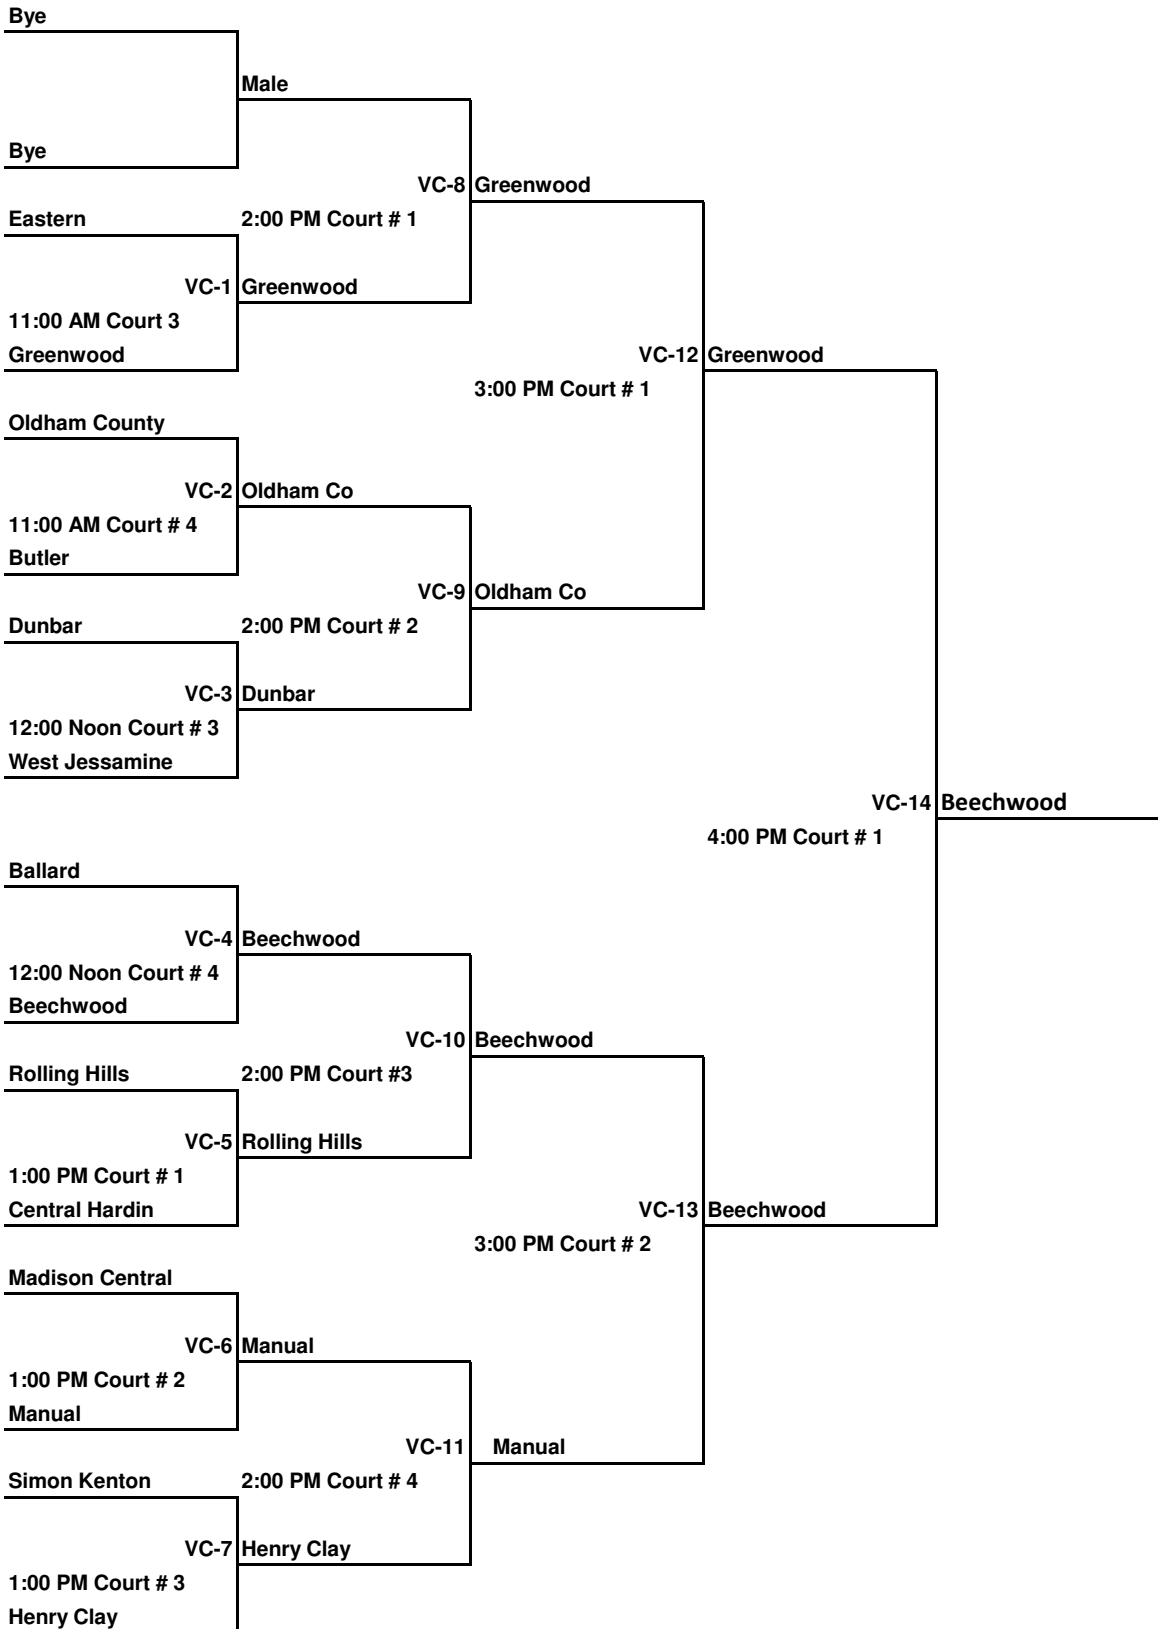 Bye
Male
Bye
VC-8 Greenwood
Eastern 2:00 PM Court # 1
VC-1 Greenwood
11:00 AM Court 3
Greenwood VC-12 Greenwood
3:00 PM Court # 1
Oldham County
VC-2 Oldham Co
11:00 AM Court # 4
Butler
VC-9 Oldham Co
Dunbar 2:00 PM Court # 2
VC-3 Dunbar
12:00 Noon Court # 3
West Jessamine
VC-14 Beechwood
4:00 PM Court # 1
Ballard
VC-4 Beechwood
12:00 Noon Court # 4
Beechwood
VC-10 Beechwood
Rolling Hills 2:00 PM Court #3
VC-5 Rolling Hills
1:00 PM Court # 1
Central Hardin VC-13 Beechwood
3:00 PM Court # 2
Madison Central
VC-6 Manual
1:00 PM Court # 2
Manual
VC-11 Manual
Simon Kenton 2:00 PM Court # 4
VC-7 Henry Clay
1:00 PM Court # 3
Henry Clay